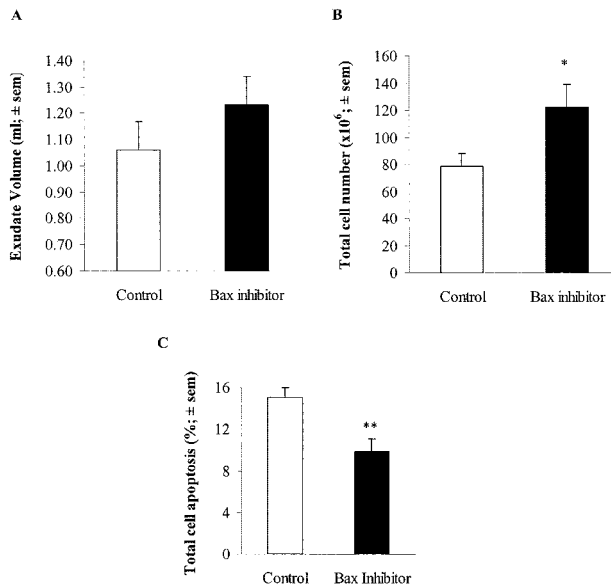 A
Exudate Volume (ml; ± sem)
1.40
1.30
1.20
1.10
1.00
0.90
0.80
0.70
0.60
Control
Bax inhibitor
B
Total cell number (x10⁶; ± sem)
160
140
120
100
80
60
40
20
0
*
Control
Bax inhibitor
C
Total cell apoptosis (%; ± sem)
16
12
8
4
0
**
Control
Bax Inhibitor